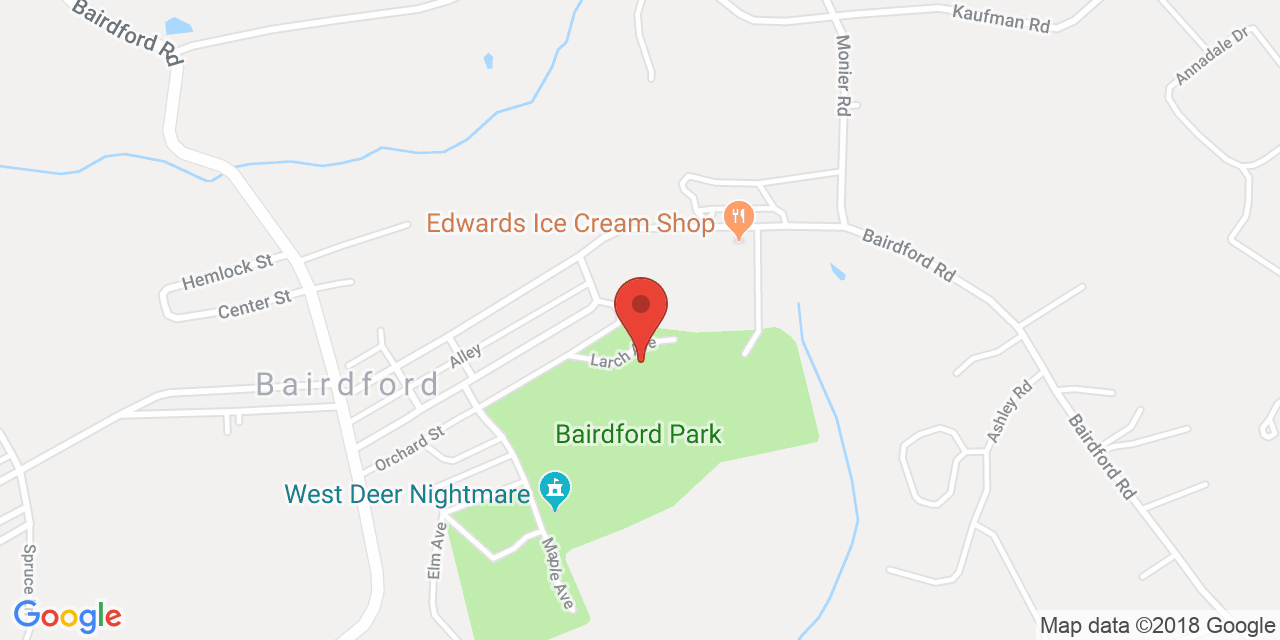 Bairdford Rd
Kaufman Rd
Annadale Dr
Monier Rd
Edwards Ice Cream Shop
Bairdford Rd
Hemlock St
Center St
Larch
Alley
Bairdford
Ashley Rd
Bairdford Rd
Orchard St
Bairdford Park
West Deer Nightmare
Elm Ave
Maple Ave
Spruce
Google
Map data ©2018 Google